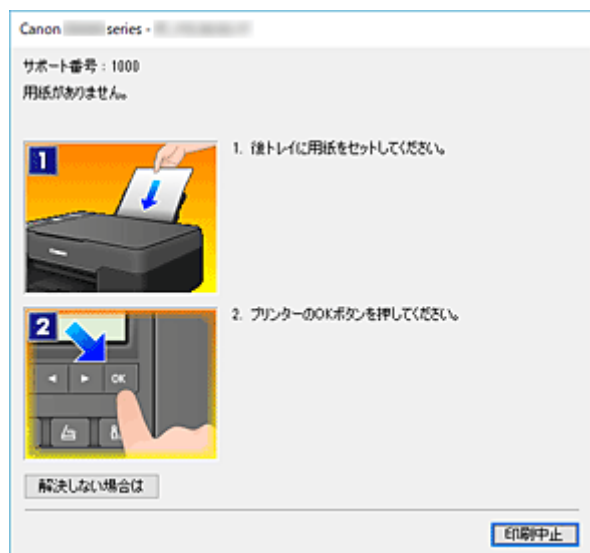 Canon series -
サポート番号 : 1000
用紙がありません。
1
1. 後トレイに用紙をセットしてください。
2
2. プリンターのOKボタンを押してください。
OK
解決しない場合は
印刷中止